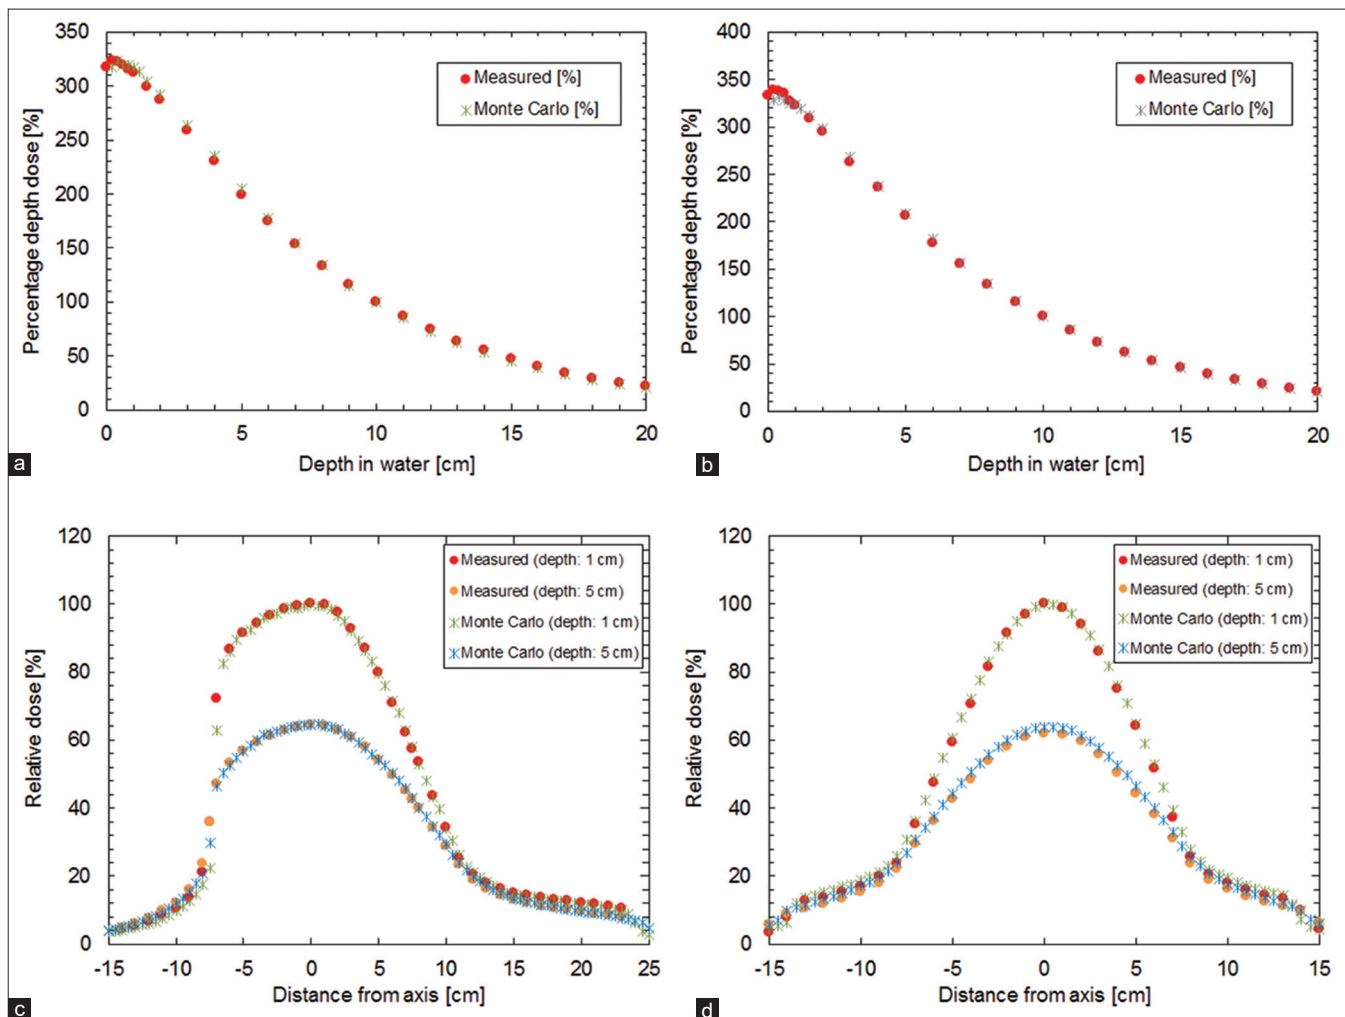 350
300
250
200
150
100
50
0
Percentage depth dose [%]
Measured [%]
Monte Carlo [%]
0 5 10 15 20
Depth in water [cm]
a
400
350
300
250
200
150
100
50
0
Percentage depth dose [%]
Measured [%]
Monte Carlo [%]
0 5 10 15 20
Depth in water [cm]
b
120
100
80
60
40
20
0
Relative dose [%]
Measured (depth: 1 cm)
Measured (depth: 5 cm)
Monte Carlo (depth: 1 cm)
Monte Carlo (depth: 5 cm)
-15 -10 -5 0 5 10 15 20 25
Distance from axis [cm]
c
120
100
80
60
40
20
0
Relative dose [%]
Measured (depth: 1 cm)
Measured (depth: 5 cm)
Monte Carlo (depth: 1 cm)
Monte Carlo (depth: 5 cm)
-15 -10 -5 0 5 10 15
Distance from axis [cm]
d